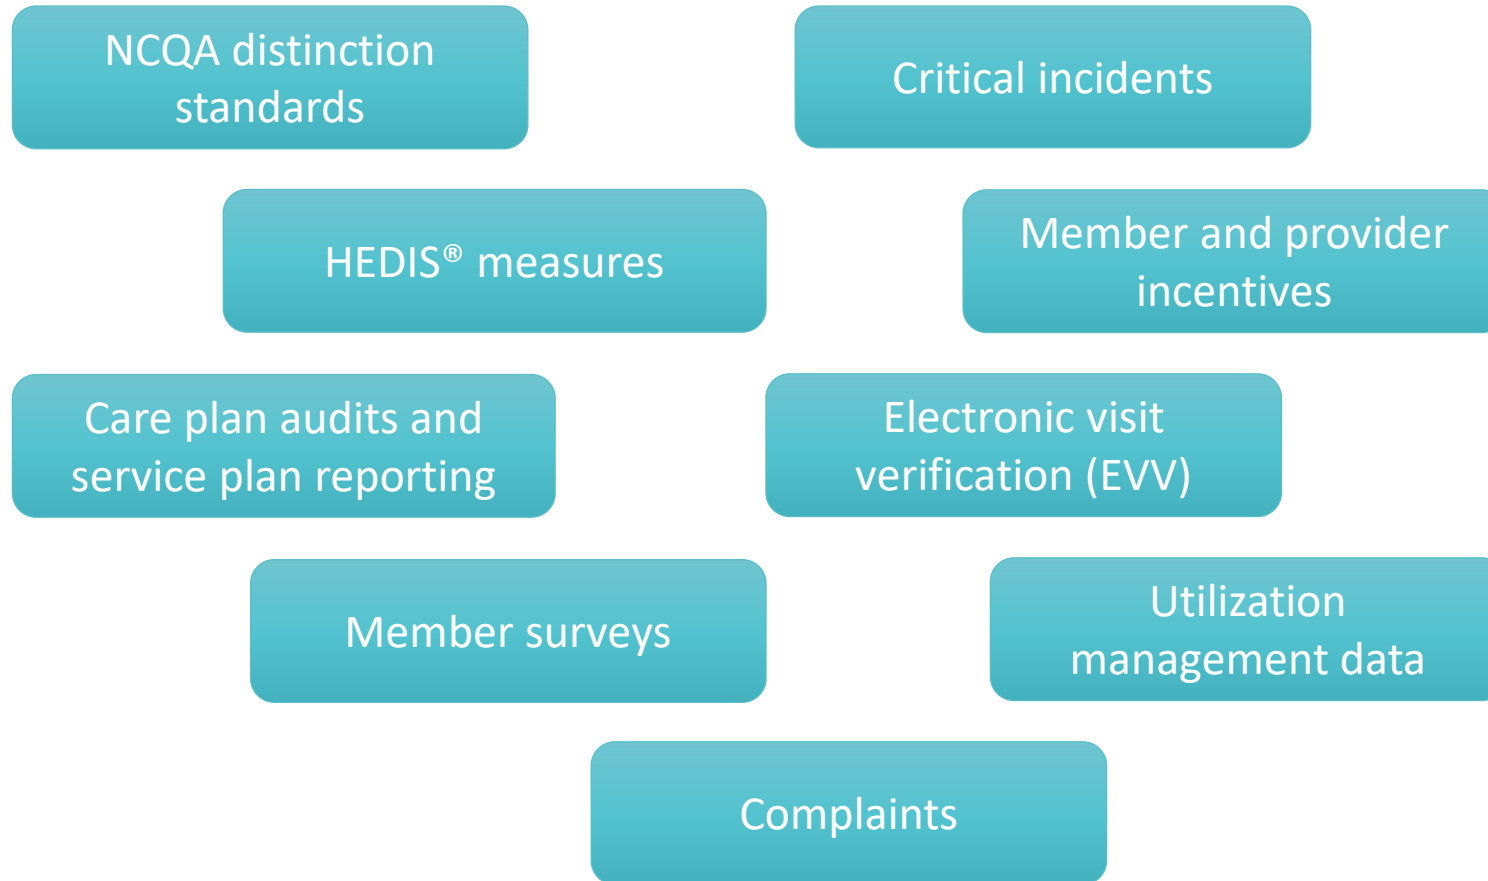 NCQA distinction
standards
Critical incidents
HEDIS® measures
Member and provider
incentives
Care plan audits and
service plan reporting
Electronic visit
verification (EVV)
Member surveys
Utilization
management data
Complaints